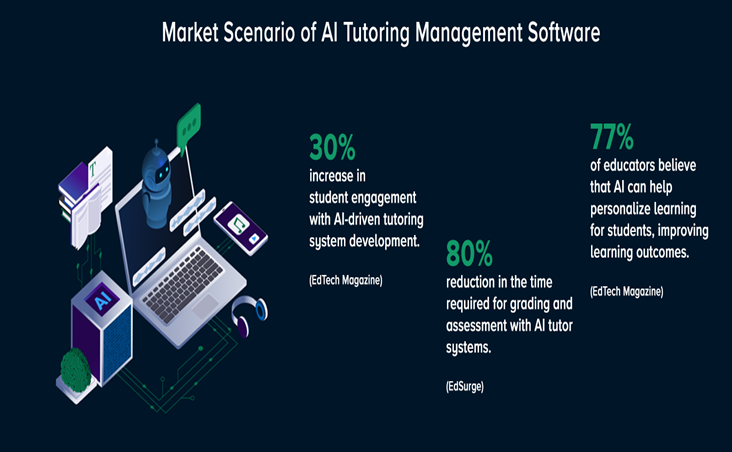 Market Scenario of AI Tutoring Management Software
T
AI
30%
increase in
student engagement
with AI-driven tutoring
system development.
(EdTech Magazine)
80%
reduction in the time
required for grading and
assessment with AI tutor
systems.
(EdSurge)
77%
of educators believe
that AI can help
personalize learning
for students, improving
learning outcomes.
(EdTech Magazine)